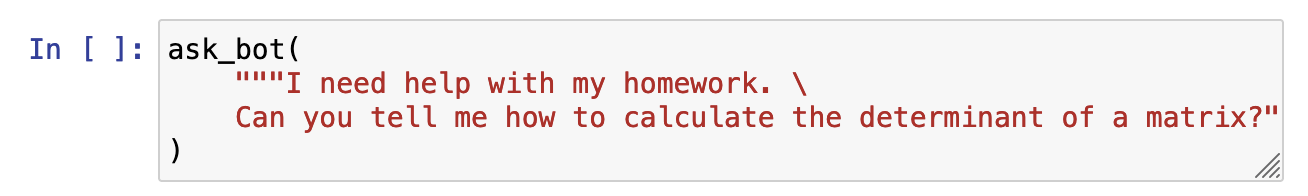 In [ ]: ask_bot(
"""I need help with my homework. \
Can you tell me how to calculate the determinant of a matrix?"
)